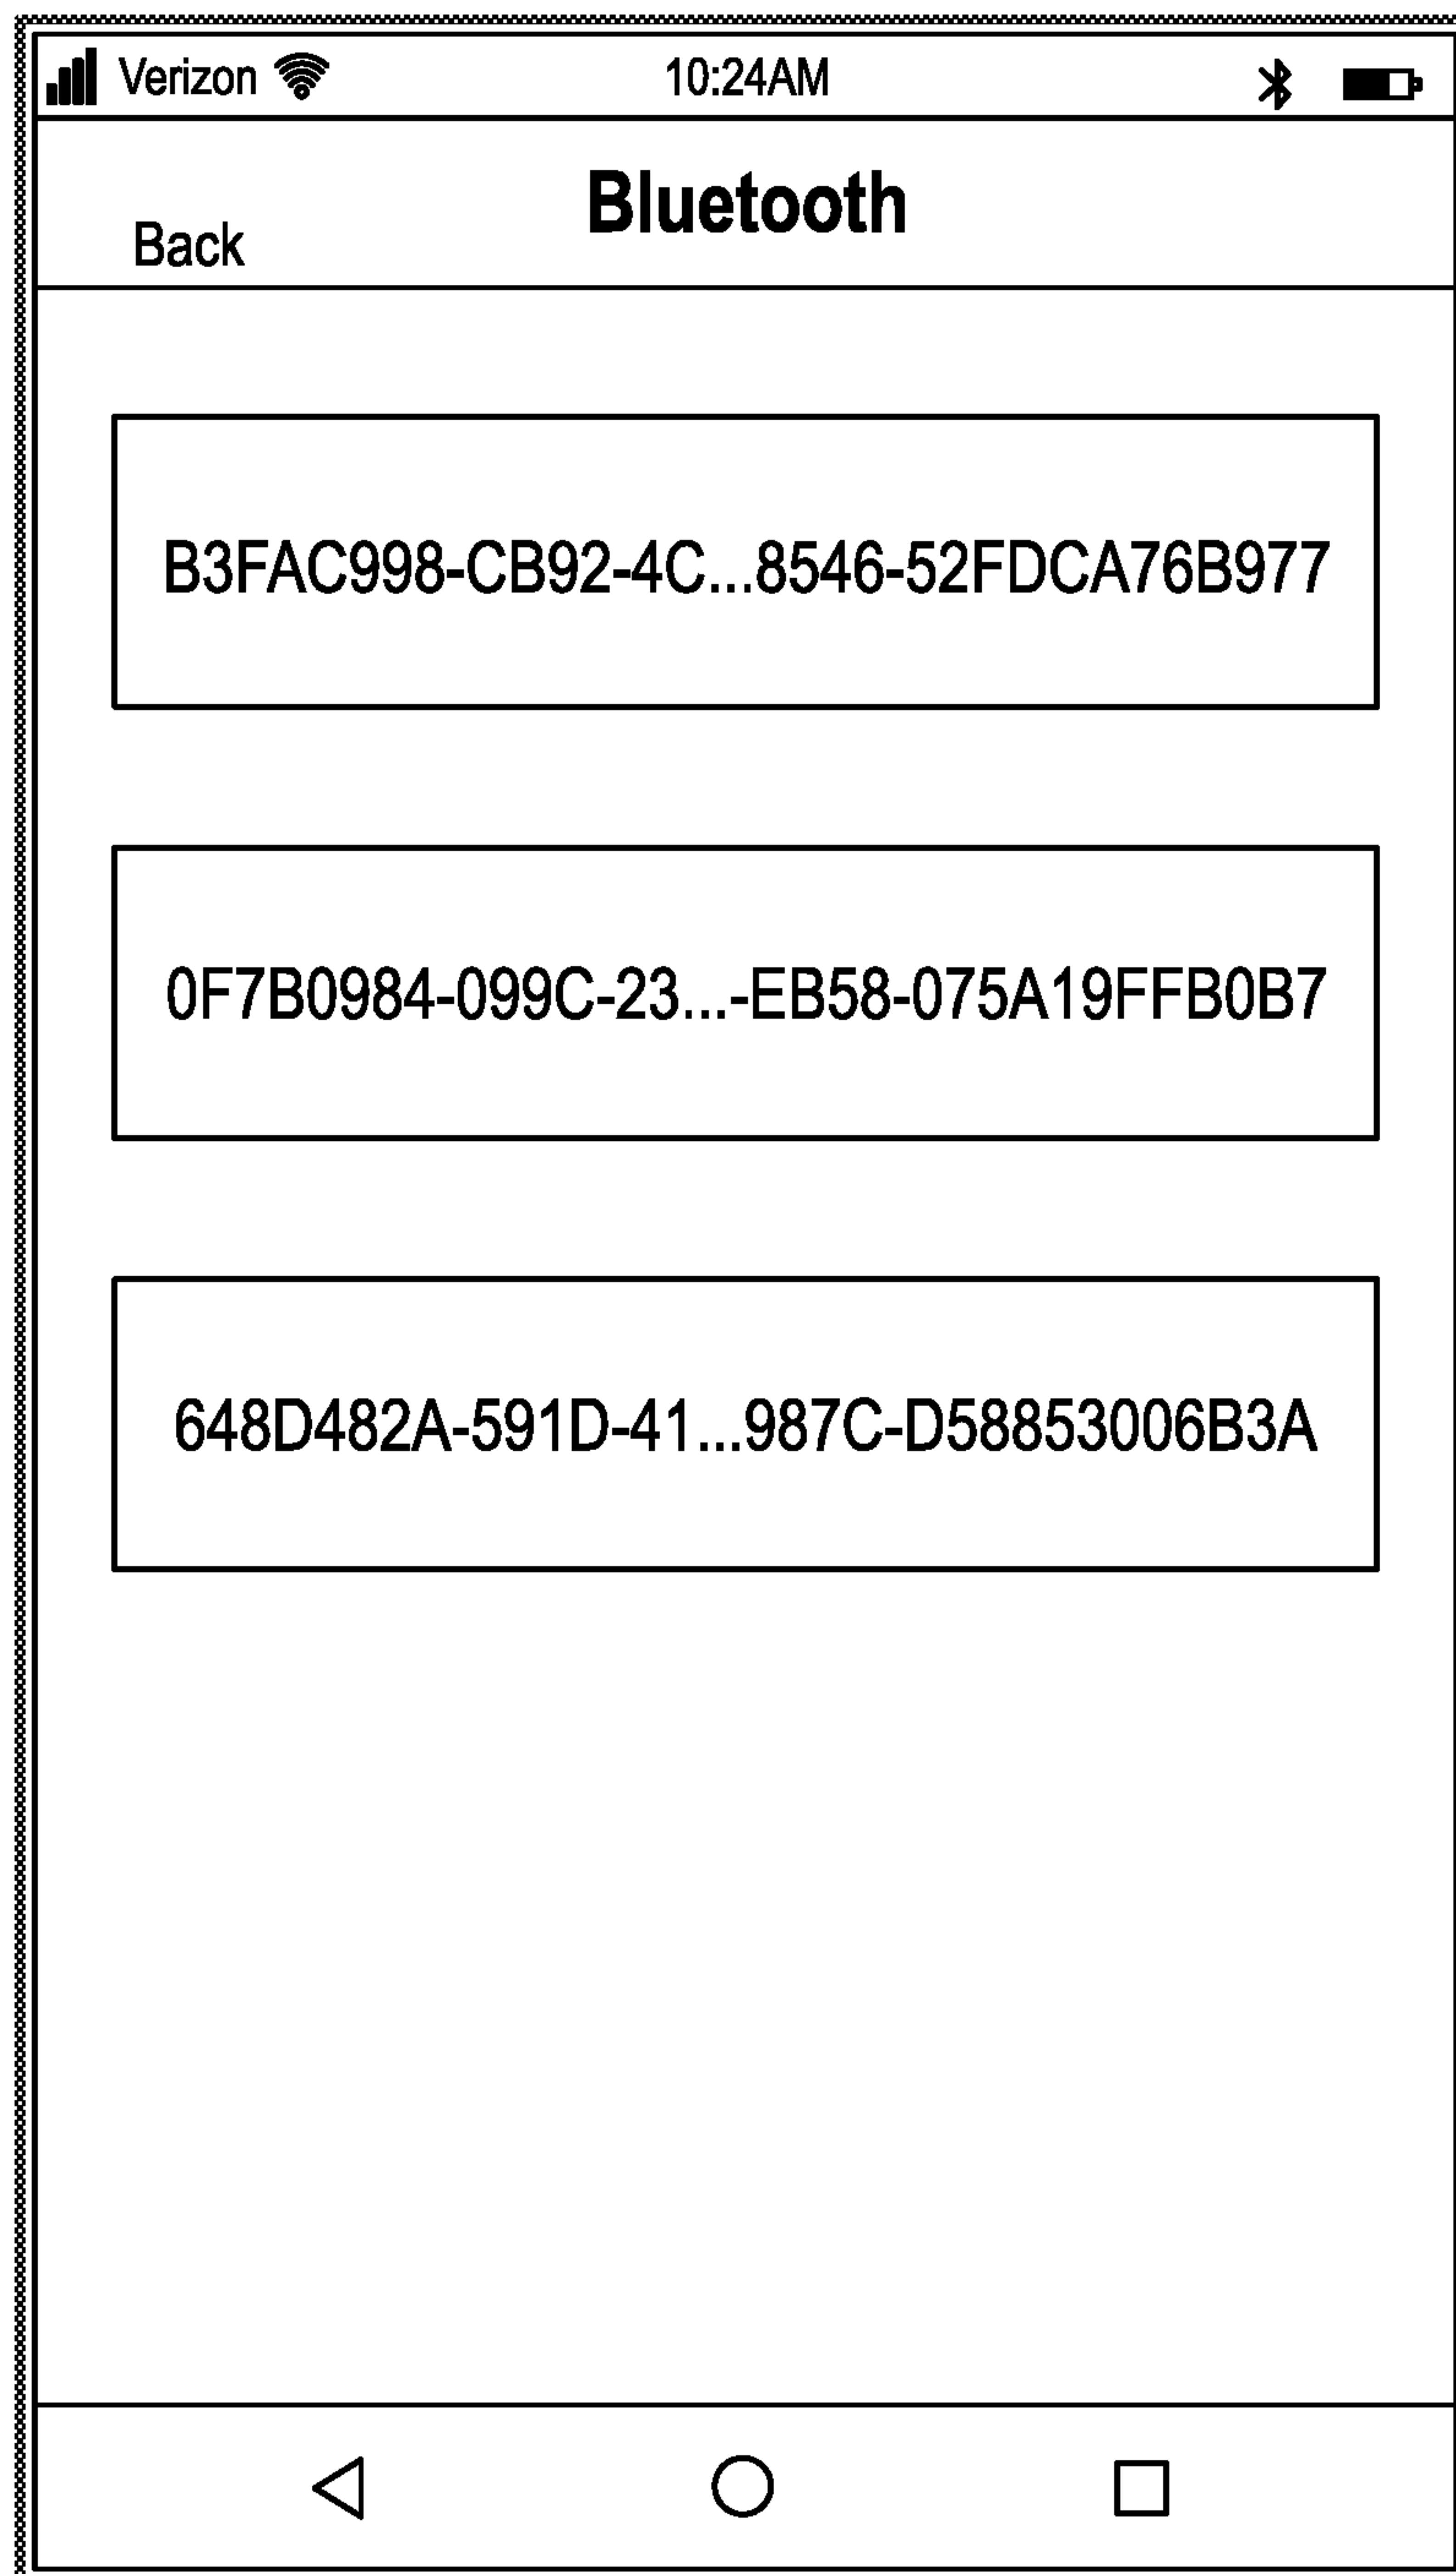 Verizon 10:24AM
Bluetooth
Back
B3FAC998-CB92-4C...8546-52FDCA76B977
0F7B0984-099C-23...-EB58-075A19FFB0B7
648D482A-591D-41...987C-D58853006B3A